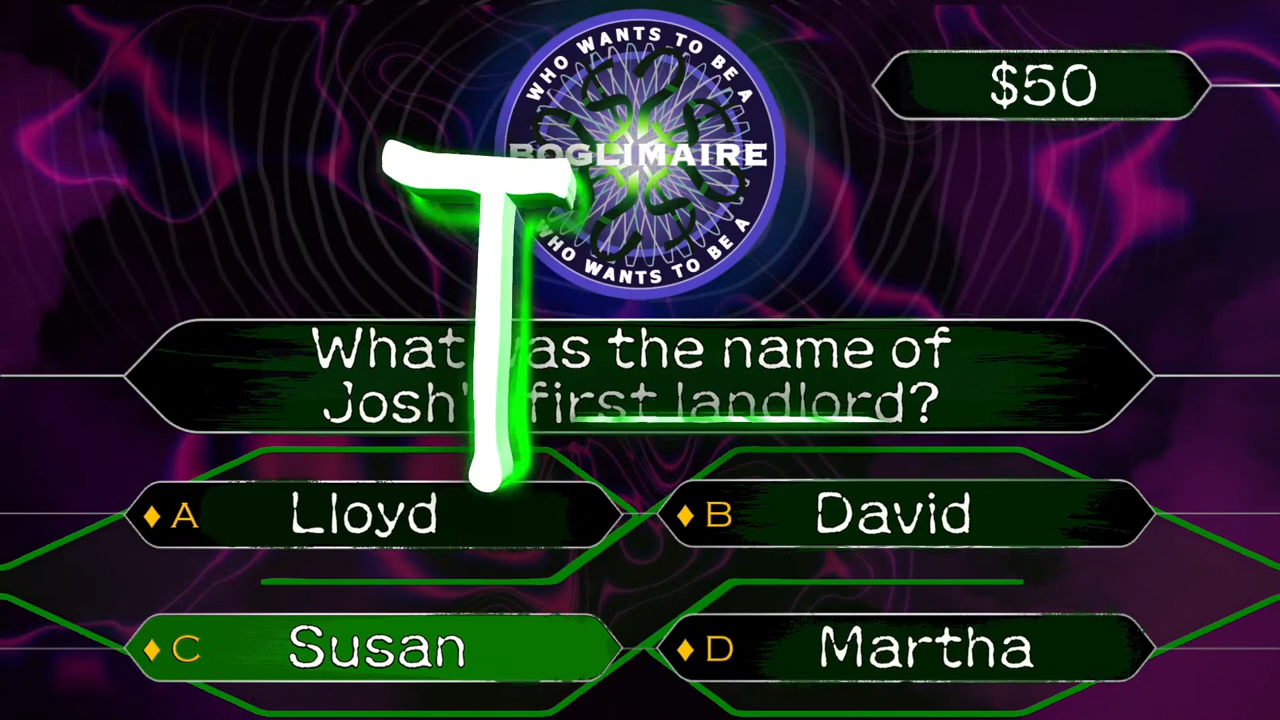 WHO WANTS TO BE A
BOGLIMAIRE
WHO WANTS TO BE A
$50
T
What was the name of
Josh's first landlord?
A Lloyd
B David
C Susan
D Martha